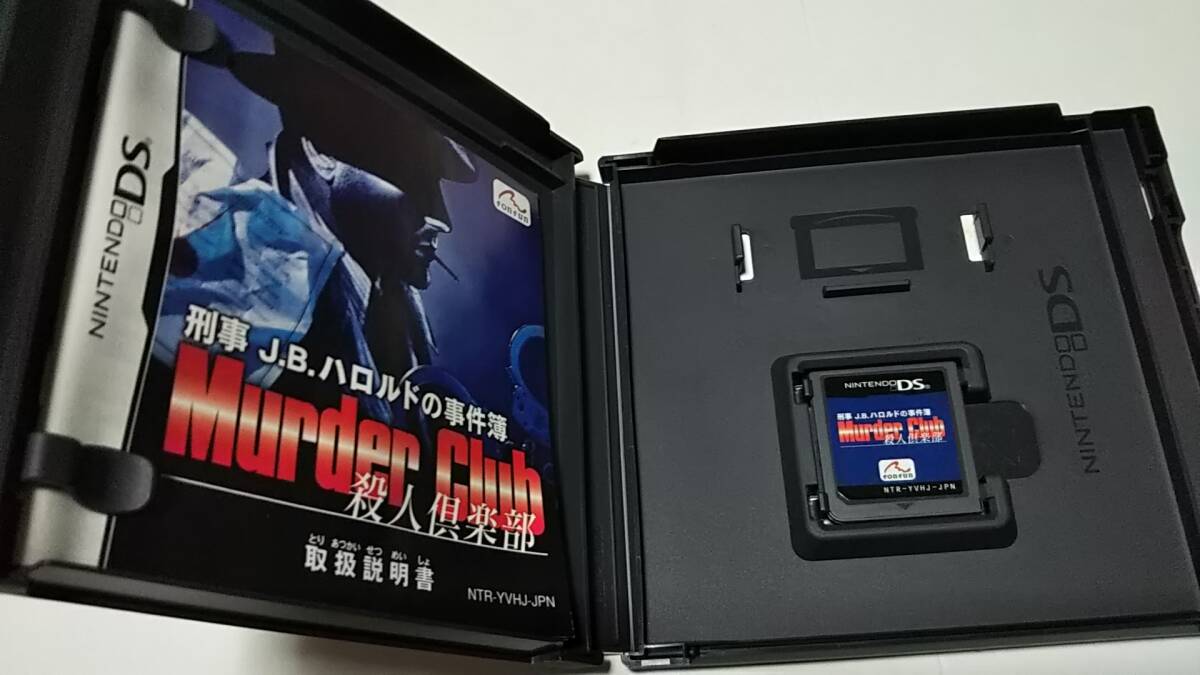 NINTENDO DS
fonfun
刑事 J.B.ハロルドの事件簿
Murder Club
殺人倶楽部
とり あつかい せつ めい しょ
取扱説明書
NTR-YVHJ-JPN
NINTENDO DS
NINTENDO DS
刑事 J.B.ハロルドの事件簿
Murder Club
殺人倶楽部
fonfun
NTR-YVHJ-JPN